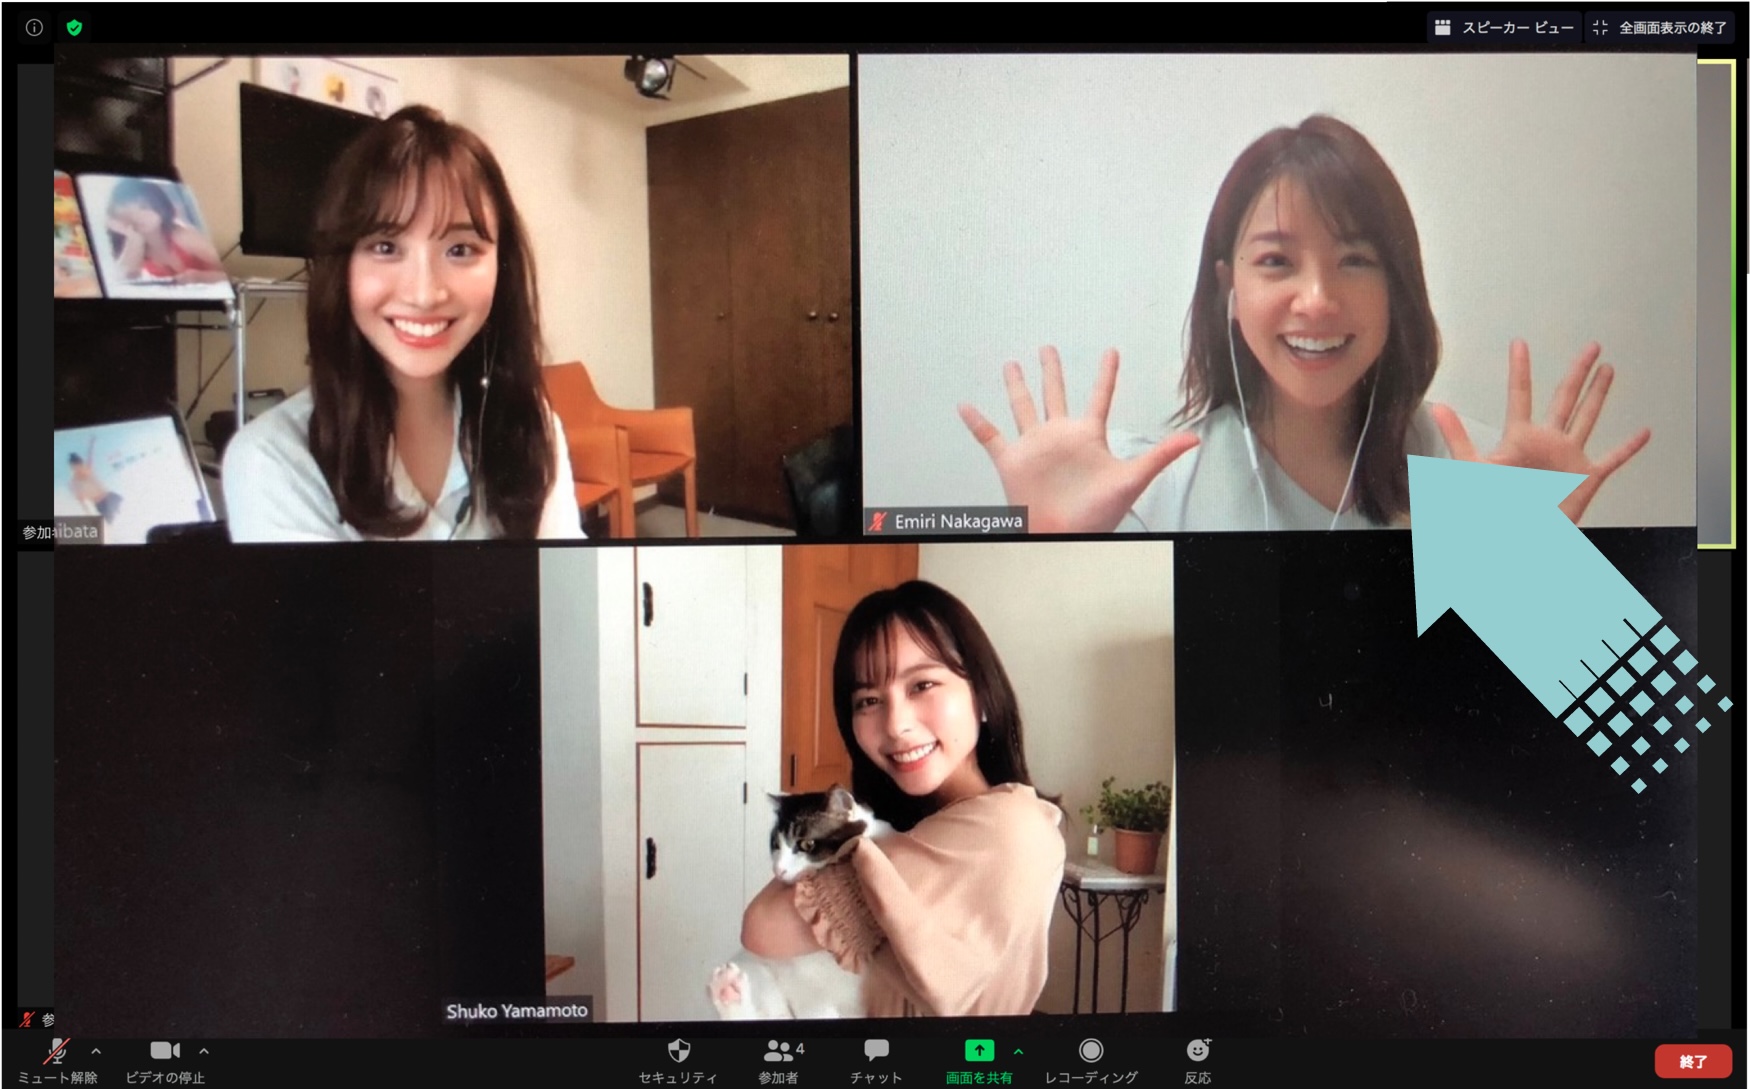 スピーカー ビュー
全画面表示の終了
参加
ibata
Emiri Nakagawa
Shuko Yamamoto
参
ミュート解除
ビデオの停止
セキュリティ
4
参加者
チャット
画面を共有
レコーディング
反応
終了